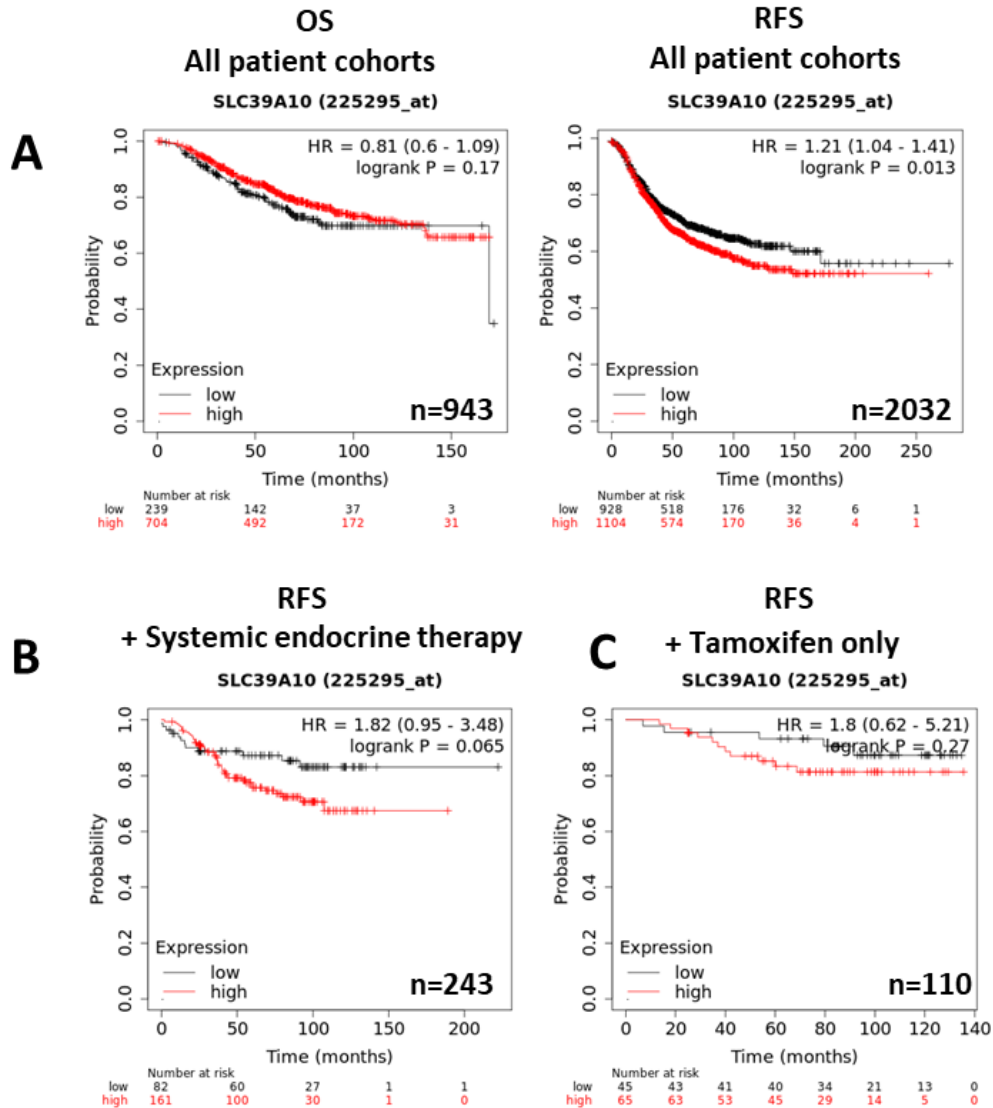 OS
All patient cohorts
SLC39A10 (225295_at)
A
HR = 0.81 (0.6 - 1.09)
logrank P = 0.17
Probability
1.0
0.8
0.6
0.4
0.2
0.0
Expression
low
high
n=943
0 50 100 150
Time (months)
Number at risk
low 239 142 37 3
high 704 492 172 31
RFS
All patient cohorts
SLC39A10 (225295_at)
HR = 1.21 (1.04 - 1.41)
logrank P = 0.013
Probability
1.0
0.8
0.6
0.4
0.2
0.0
Expression
low
high
n=2032
0 50 100 150 200 250
Time (months)
Number at risk
low 928 518 176 32 6 1
high 1104 574 170 36 4 1
RFS
+ Systemic endocrine therapy
B
SLC39A10 (225295_at)
HR = 1.82 (0.95 - 3.48)
logrank P = 0.065
Probability
1.0
0.8
0.6
0.4
0.2
0.0
Expression
low
high
n=243
0 50 100 150 200
Time (months)
Number at risk
low 82 60 27 1 1
high 161 100 30 1 0
RFS
C + Tamoxifen only
SLC39A10 (225295_at)
HR = 1.8 (0.62 - 5.21)
logrank P = 0.27
Probability
1.0
0.8
0.6
0.4
0.2
0.0
Expression
low
high
n=110
0 20 40 60 80 100 120 140
Time (months)
Number at risk
low 45 43 41 40 34 21 13 0
high 65 63 53 45 29 14 5 0